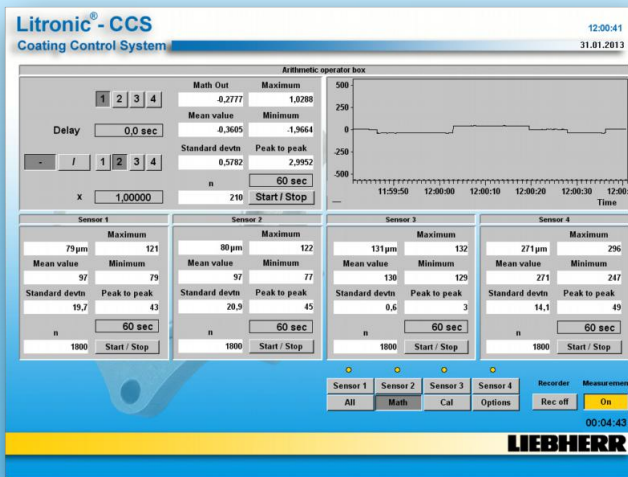 Litronic®- CCS
12:00:41
Coating Control System
31.01.2013
Arithmetic operator box
Math Out Maximum
1 2 3 4 -0,2777 1,0288
Mean value Minimum
Delay 0,0 sec -0,3605 -1,9664
Standard devtn Peak to peak
- / 1 2 3 4 0,5782 2,9952
n 60 sec
x 1,00000 210 Start / Stop
500
250
0
-250
-500
11:59:50 12:00:00 12:00:10 12:00:20 12:00:30 12:00:
Time
Sensor 1
Maximum
79 µm 121
Mean value Minimum
97 79
Standard devtn Peak to peak
19,7 43
n 60 sec
1800 Start / Stop
Sensor 2
Maximum
80 µm 122
Mean value Minimum
97 77
Standard devtn Peak to peak
20,9 45
n 60 sec
1800 Start / Stop
Sensor 3
Maximum
131 µm 132
Mean value Minimum
130 129
Standard devtn Peak to peak
0,6 3
n 60 sec
1800 Start / Stop
Sensor 4
Maximum
271 µm 296
Mean value Minimum
271 247
Standard devtn Peak to peak
14,1 49
n 60 sec
1800 Start / Stop
Sensor 1 Sensor 2 Sensor 3 Sensor 4 Recorder Measuremen
All Math Cal Options Rec off On
00:04:43
LIEBHERR